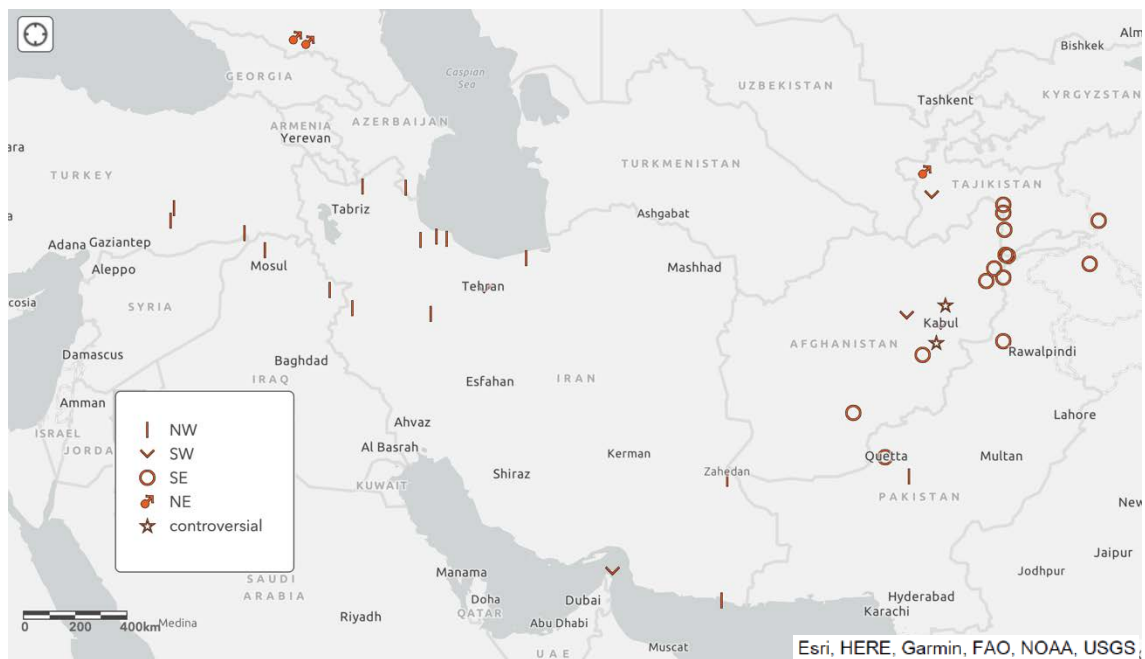 Alm
Bishkek
GEORGIA
Caspian
Sea
UZBEKISTAN
Tashkent
KYRGYZSTAN
ARMENIA
AZERBAIJAN
Yerevan
ara
TURKMENISTAN
TURKEY
TAJIKISTAN
Tabriz
a
Ashgabat
Adana
Gaziantep
Mosul
Mashhad
Aleppo
Tehran
cosia
SYRIA
Kabul
AFGHANISTAN
Rawalpindi
Damascus
Baghdad
IRAQ
Esfahan
IRAN
Amman
Lahore
Ahvaz
ISRAEL
NW
Al Basrah
Kerman
JORDA
SW
Quetta
Multan
Shiraz
Zahedan
SE
KUWAIT
PAKISTAN
NE
New
controversial
Jaipur
Manama
Jodhpur
SAUDI
ARABIA
Doha
Dubai
Hyderabad
QATAR
Karachi
0 200 400km
Medina
Riyadh
Abu Dhabi
Muscat
UAE
Esri, HERE, Garmin, FAO, NOAA, USGS